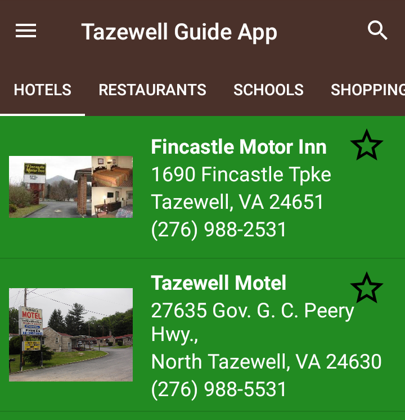 Tazewell Guide App
HOTELS RESTAURANTS SCHOOLS SHOPPING
Fincastle Motor Inn
1690 Fincastle Tpke
Tazewell, VA 24651
(276) 988-2531
Tazewell Motel
27635 Gov. G. C. Peery
Hwy.,
North Tazewell, VA 24630
(276) 988-5531
MOTEL